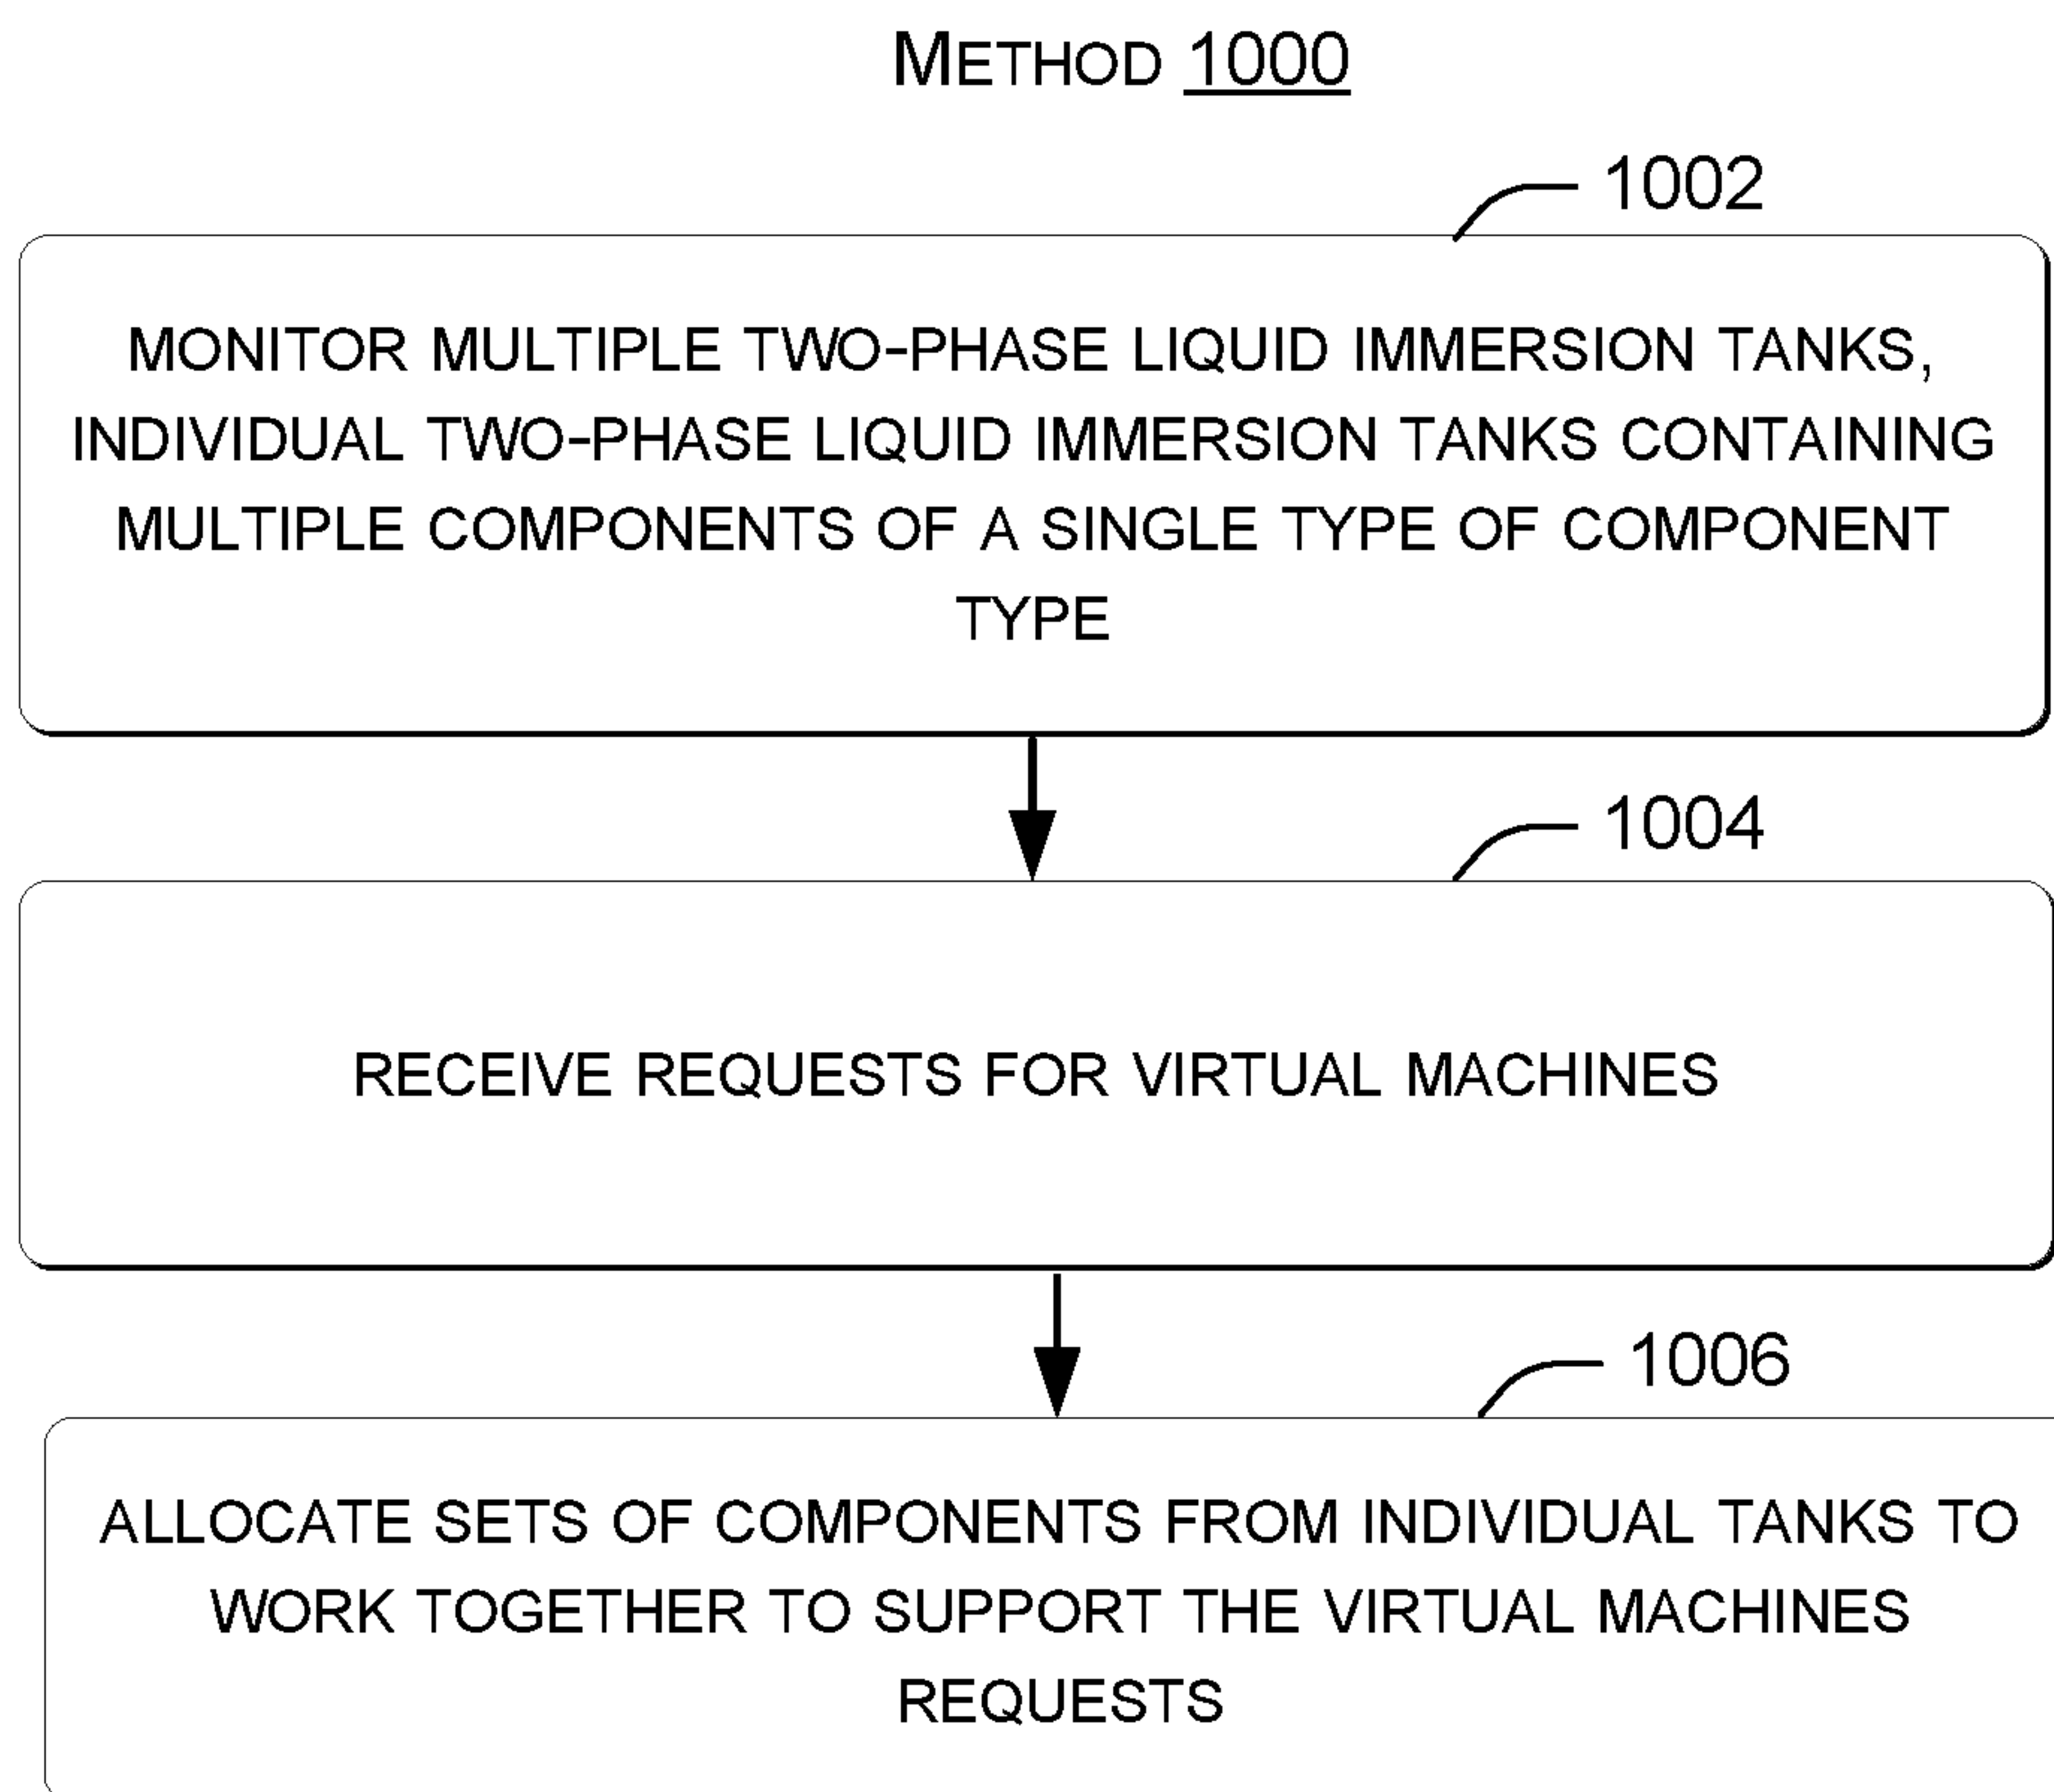 METHOD 1000
1002
MONITOR MULTIPLE TWO-PHASE LIQUID IMMERSION TANKS,
INDIVIDUAL TWO-PHASE LIQUID IMMERSION TANKS CONTAINING
MULTIPLE COMPONENTS OF A SINGLE TYPE OF COMPONENT
TYPE
1004
RECEIVE REQUESTS FOR VIRTUAL MACHINES
1006
ALLOCATE SETS OF COMPONENTS FROM INDIVIDUAL TANKS TO
WORK TOGETHER TO SUPPORT THE VIRTUAL MACHINES
REQUESTS